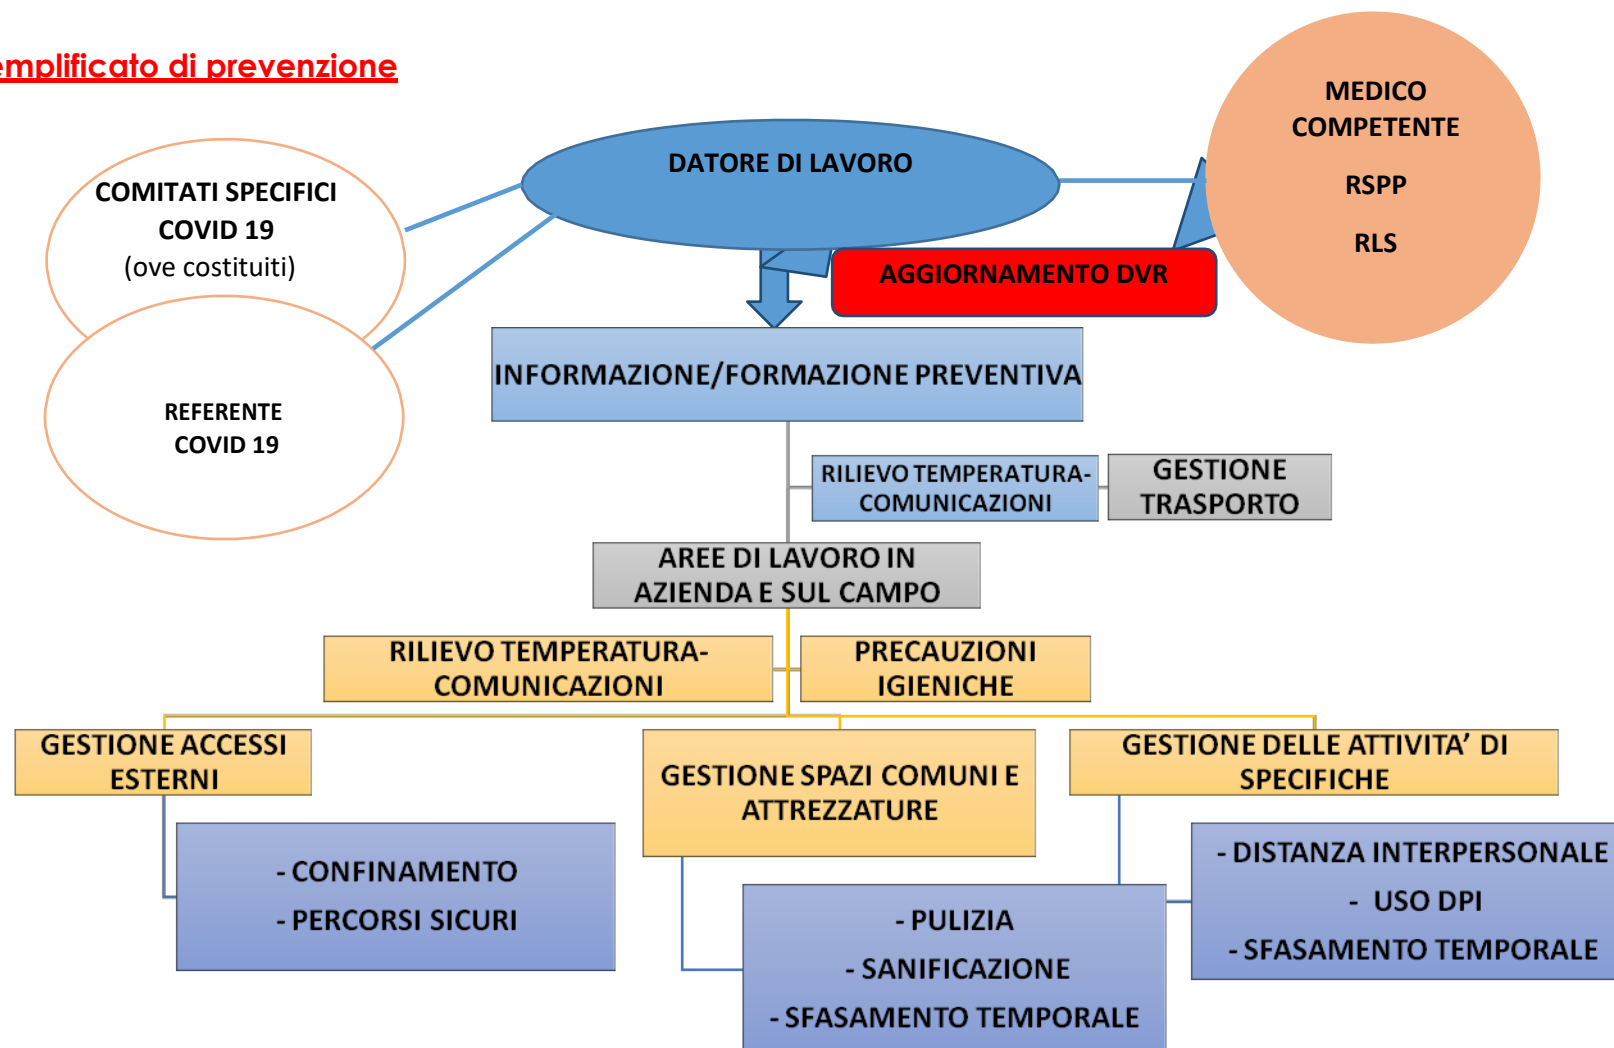 emplificato di prevenzione
MEDICO
COMPETENTE
RSPP
RLS
DATORE DI LAVORO
COMITATI SPECIFICI
COVID 19
(ove costituiti)
AGGIORNAMENTO DVR
INFORMAZIONE/FORMAZIONE PREVENTIVA
REFERENTE
COVID 19
RILIEVO TEMPERATURA-
COMUNICAZIONI
GESTIONE
TRASPORTO
AREE DI LAVORO IN
AZIENDA E SUL CAMPO
RILIEVO TEMPERATURA-
COMUNICAZIONI
PRECAUZIONI
IGIENICHE
GESTIONE ACCESSI
ESTERNI
GESTIONE SPAZI COMUNI E
ATTREZZATURE
GESTIONE DELLE ATTIVITA’ DI
SPECIFICHE
- CONFINAMENTO
- PERCORSI SICURI
- PULIZIA
- SANIFICAZIONE
- SFASAMENTO TEMPORALE
- DISTANZA INTERPERSONALE
- USO DPI
- SFASAMENTO TEMPORALE